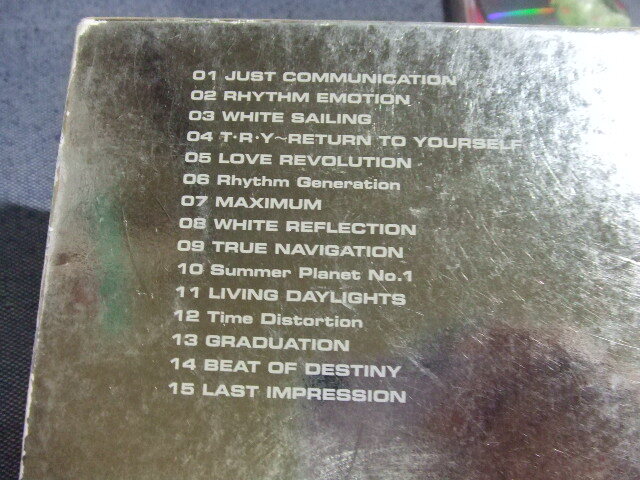 01 JUST COMMUNICATION
02 RHYTHM EMOTION
03 WHITE SAILING
04 T·R·Y~RETURN TO YOURSELF
05 LOVE REVOLUTION
06 Rhythm Generation
07 MAXIMUM
08 WHITE REFLECTION
09 TRUE NAVIGATION
10 Summer Planet No.1
11 LIVING DAYLIGHTS
12 Time Distortion
13 GRADUATION
14 BEAT OF DESTINY
15 LAST IMPRESSION